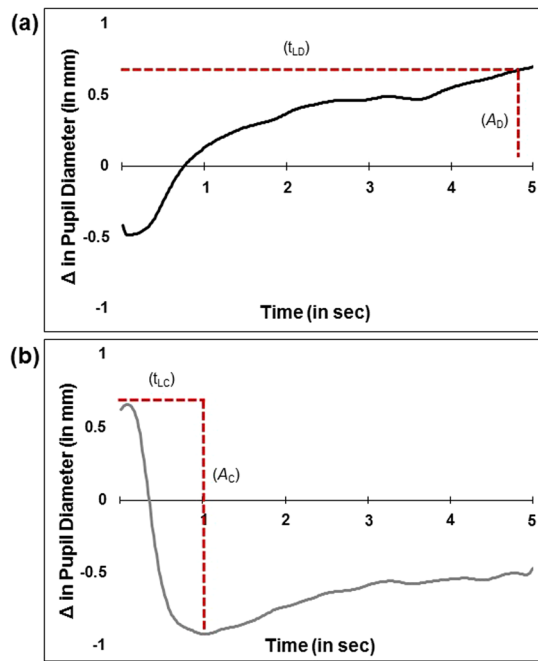 (a)
1
(tLD)
0.5
(AD)
0
1 2 3 4 5
-0.5
-1
Δ in Pupil Diameter (in mm)
Time (in sec)
(b)
1
(tLC)
0.5
(AC)
0
1 2 3 4 5
-0.5
-1
Δ in Pupil Diameter (in mm)
Time (in sec)